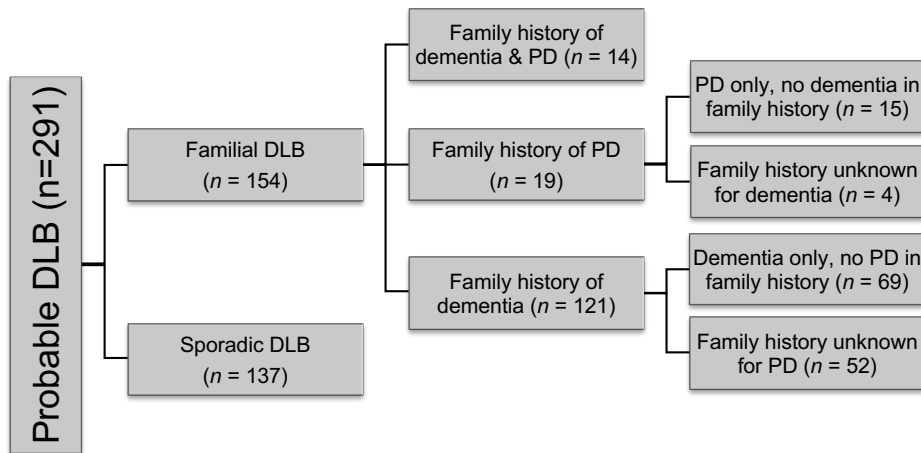 Probable DLB (n=291)
Familial DLB
(n = 154)
Sporadic DLB
(n = 137)
Family history of
dementia & PD (n = 14)
Family history of PD
(n = 19)
Family history of
dementia (n = 121)
PD only, no dementia in
family history (n = 15)
Family history unknown
for dementia (n = 4)
Dementia only, no PD in
family history (n = 69)
Family history unknown
for PD (n = 52)